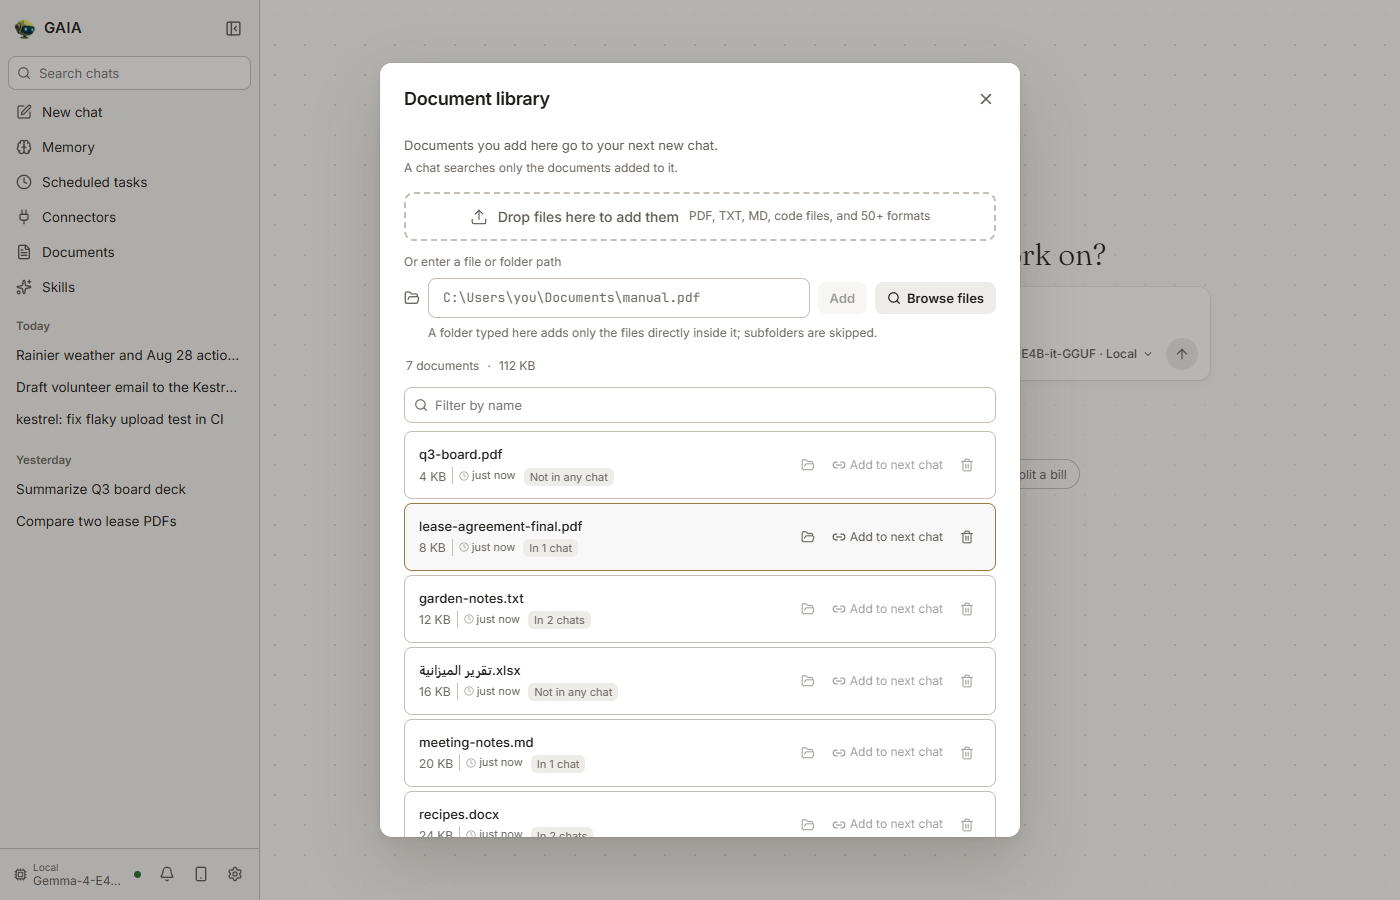 GAIA
Search chats
New chat
Memory
Scheduled tasks
Connectors
Documents
Skills
Today
Rainier weather and Aug 28 actio...
Draft volunteer email to the Kestr...
kestrel: fix flaky upload test in CI
Yesterday
Summarize Q3 board deck
Compare two lease PDFs
Local
Gemma-4-E4...
Document library
Documents you add here go to your next new chat.
A chat searches only the documents added to it.
Drop files here to add them PDF, TXT, MD, code files, and 50+ formats
Or enter a file or folder path
C:\Users\you\Documents\manual.pdf
Add
Browse files
A folder typed here adds only the files directly inside it; subfolders are skipped.
7 documents · 112 KB
Filter by name
q3-board.pdf
4 KB just now Not in any chat
Add to next chat
lease-agreement-final.pdf
8 KB just now In 1 chat
Add to next chat
garden-notes.txt
12 KB just now In 2 chats
Add to next chat
تقرير الميزانية.xlsx
16 KB just now Not in any chat
Add to next chat
meeting-notes.md
20 KB just now In 1 chat
Add to next chat
recipes.docx
24 KB just now In 2 chats
Add to next chat
rk on?
E4B-it-GGUF · Local
plit a bill